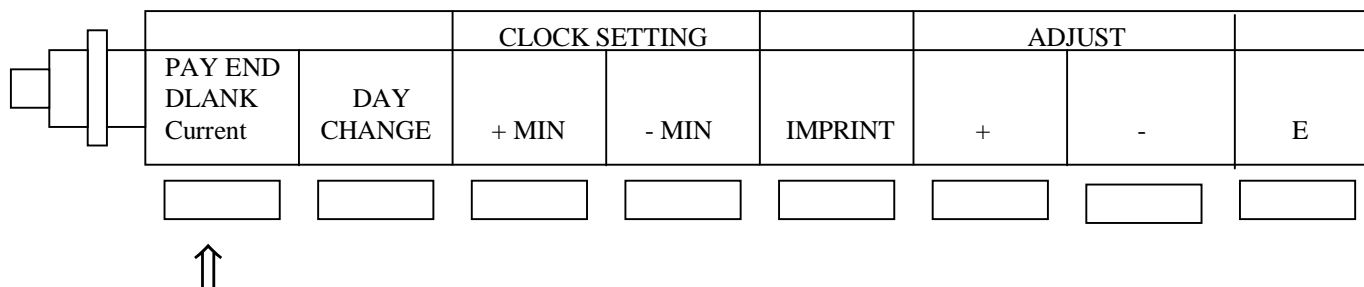 CLOCK SETTING ADJUST
PAY END
DLANK DAY
Current CHANGE + MIN - MIN IMPRINT + - E